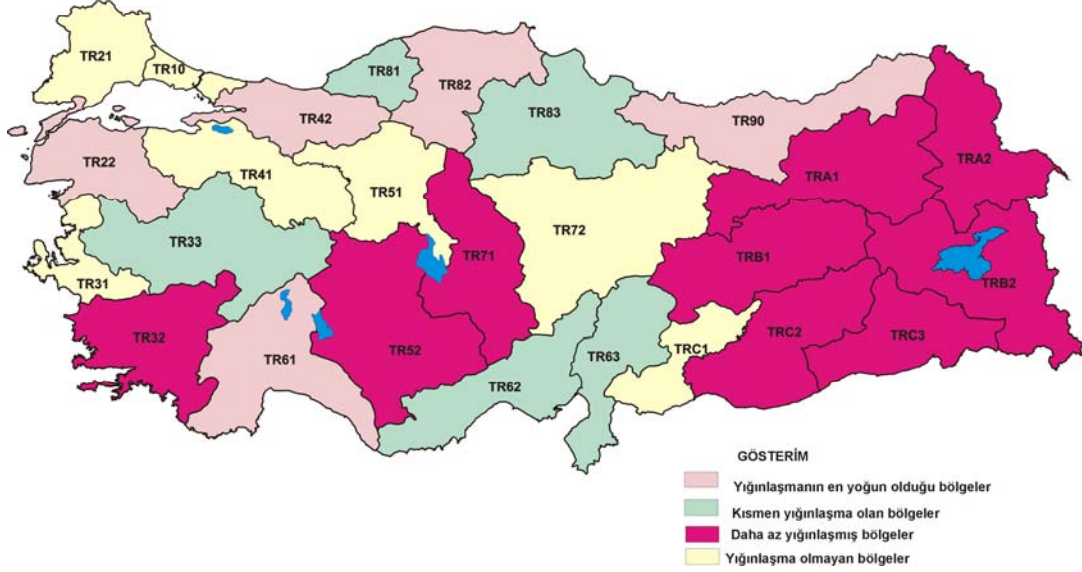 TR21
TR10
TR81
TR82
TR42
TR83
TR90
TR22
TRA2
TR41
TRA1
TR51
TR72
TR33
TR71
TRB1
TR31
TRB2
TR32
TRC2
TRC3
TR52
TRC1
TR61
TR63
TR62
GÖSTERİM
Yığınlaşmanın en yoğun olduğu bölgeler
Kısmen yığınlaşma olan bölgeler
Daha az yığınlaşmış bölgeler
Yığınlaşma olmayan bölgeler